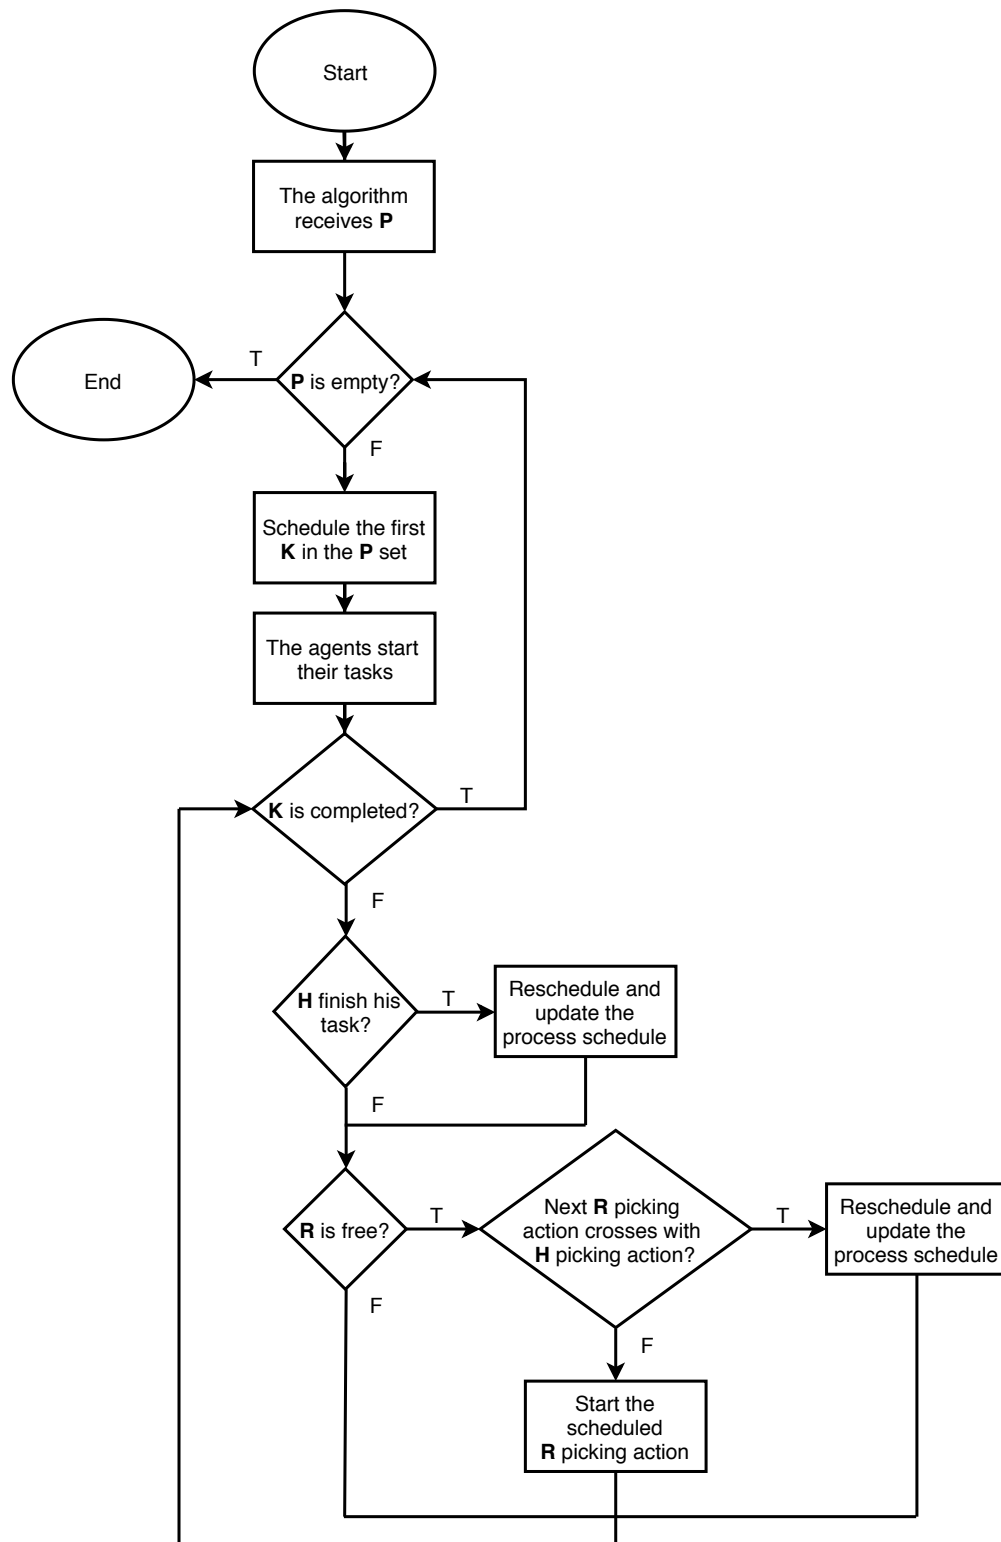 Start
The algorithm
receives P
P is empty?
T
End
F
Schedule the first
K in the P set
The agents start
their tasks
K is completed?
T
F
H finish his
task?
T
Reschedule and
update the
process schedule
F
R is free?
T
Next R picking
action crosses with
H picking action?
T
Reschedule and
update the
process schedule
F
F
Start the
scheduled
R picking action